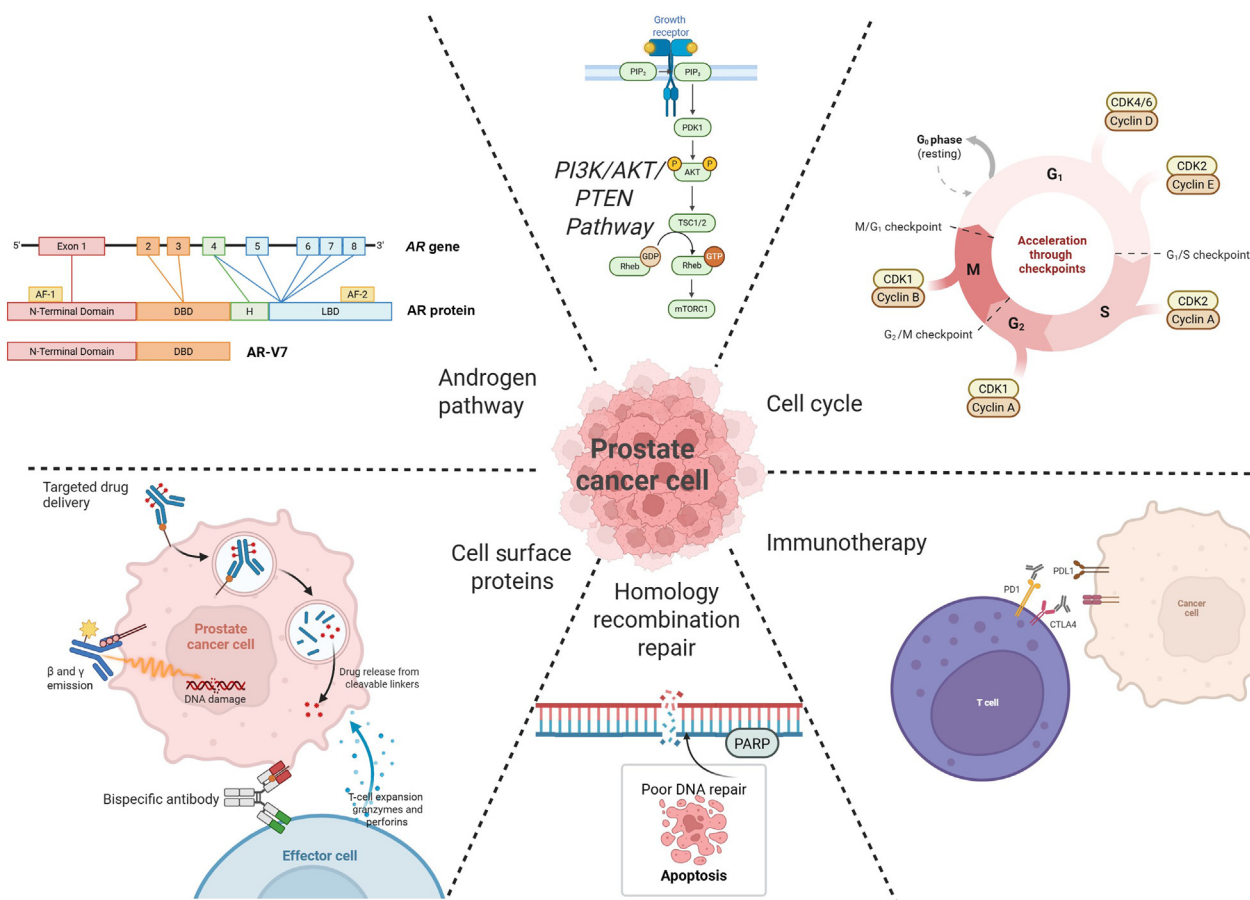 Growth
receptor
PIP2
PIP3
PDK1
P
P
AKT
PI3K/AKT/
PTEN
Pathway
TSC1/2
GDP
Rheb
GTP
Rheb
mTORC1
5'
Exon 1
2
3
4
5
6
7
8
3'
AR gene
AF-1
AF-2
N-Terminal Domain
DBD
H
LBD
AR protein
N-Terminal Domain
DBD
AR-V7
Androgen
pathway
CDK4/6
Cyclin D
G0 phase
(resting)
G1
CDK2
Cyclin E
M/G1 checkpoint
Acceleration
through
checkpoints
G1/S checkpoint
M
CDK1
Cyclin B
CDK2
Cyclin A
S
G2
G2/M checkpoint
CDK1
Cyclin A
Cell cycle
Prostate
cancer cell
Targeted drug
delivery
Prostate
cancer cell
β and γ
emission
DNA damage
Drug release from
cleavable linkers
Bispecific antibody
T-cell expansion
granzymes and
perforins
Effector cell
Cell surface
proteins
Homology
recombination
repair
PARP
Poor DNA repair
Apoptosis
Immunotherapy
PD1
PDL1
CTLA4
T cell
Cancer
cell